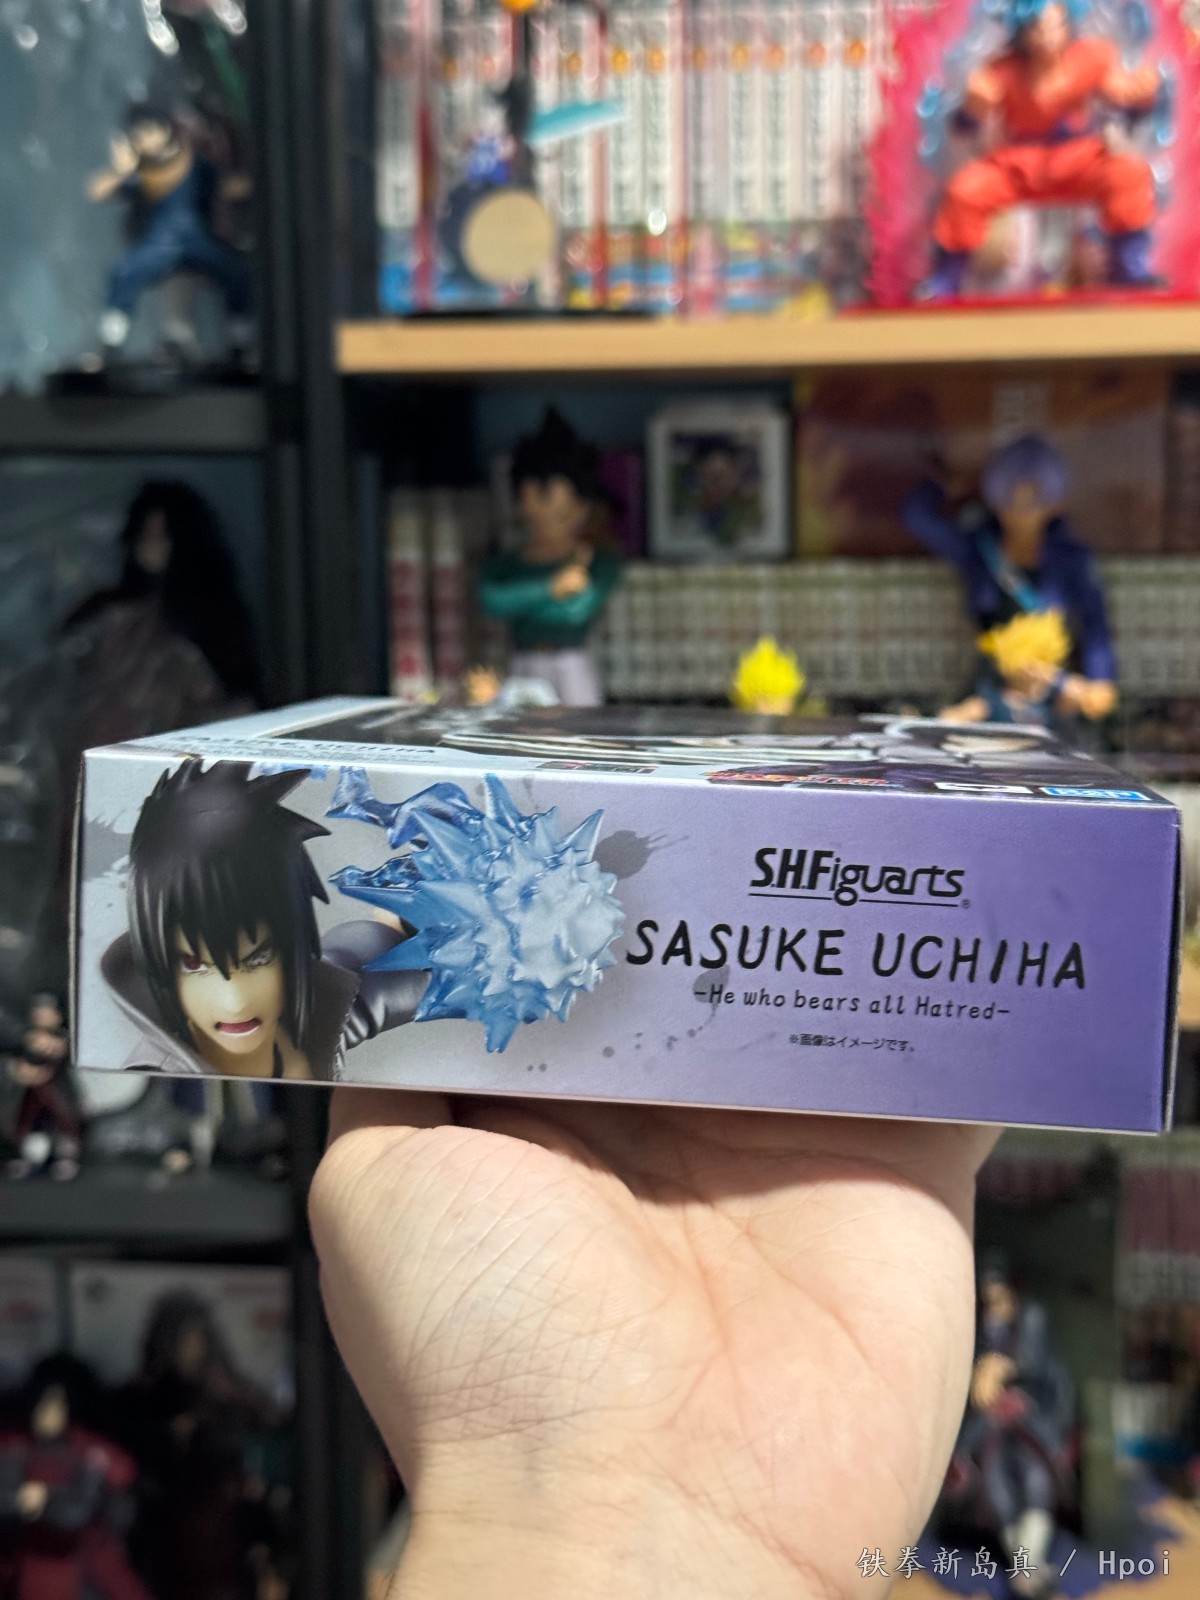 S.H.Figuarts
SASUKE UCHIHA
-He who bears all Hatred-
※画像はイメージです。
UCHIHA
铁拳新岛真 / Hpoi